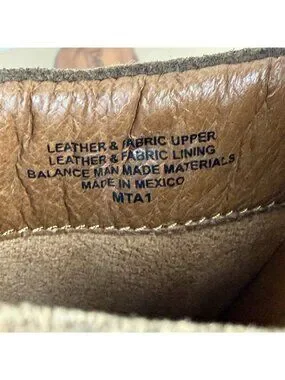 LEATHER & FABRIC UPPER
LEATHER & FABRIC LINING
BALANCE MAN MADE MATERIALS
MADE IN MEXICO
MTA1